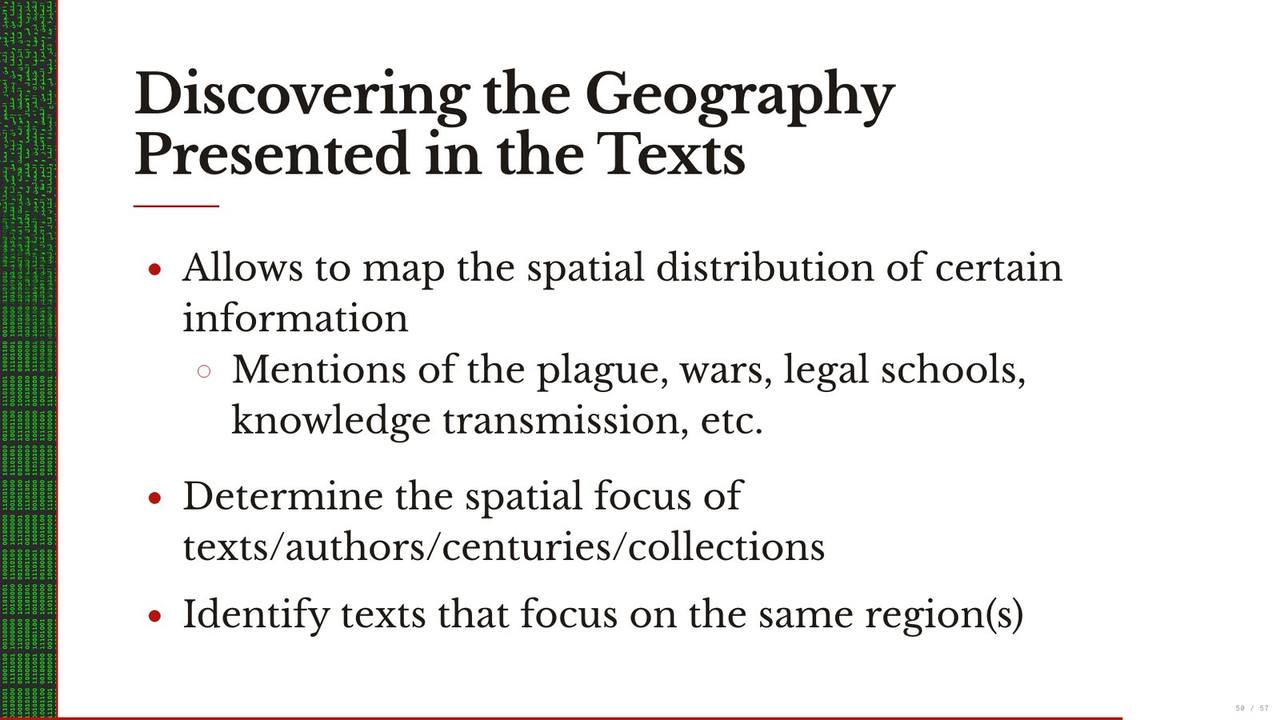 Discovering the Geography
Presented in the Texts
• Allows to map the spatial distribution of certain
information
○ Mentions of the plague, wars, legal schools,
knowledge transmission, etc.
• Determine the spatial focus of
texts/authors/centuries/collections
• Identify texts that focus on the same region(s)
50 / 57